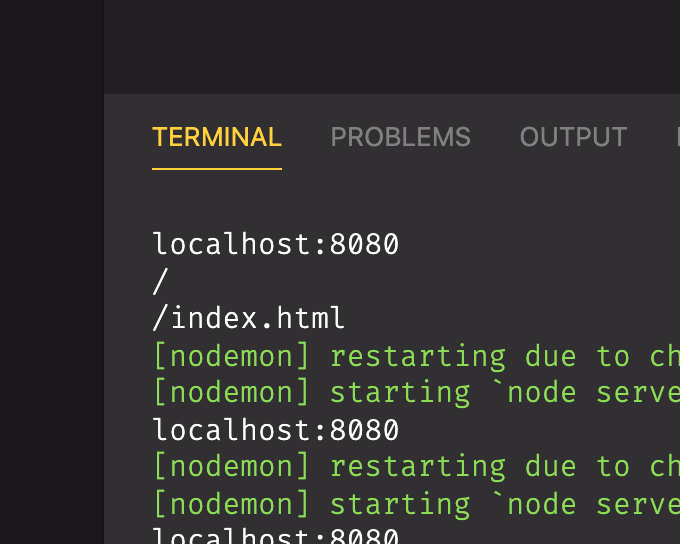 TERMINAL PROBLEMS OUTPUT
localhost:8080
/
/index.html
[nodemon] restarting due to ch
[nodemon] starting `node serve
localhost:8080
[nodemon] restarting due to ch
[nodemon] starting `node serve
localhost:8080